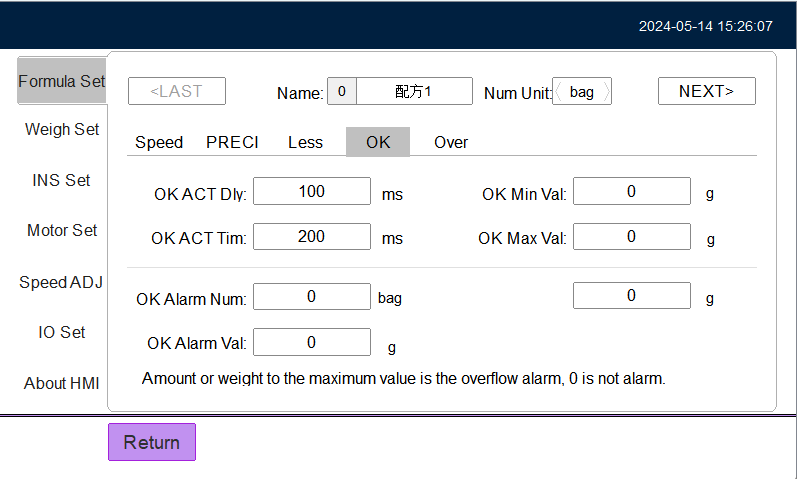 2024-05-14 15:26:07
Formula Set
Weigh Set
INS Set
Motor Set
Speed ADJ
IO Set
About HMI
<LAST
Name: 0 配方1
Num Unit: bag
NEXT>
Speed PRECI Less OK Over
OK ACT Dly: 100 ms
OK Min Val: 0 g
OK ACT Tim: 200 ms
OK Max Val: 0 g
OK Alarm Num: 0 bag
0 g
OK Alarm Val: 0 g
Amount or weight to the maximum value is the overflow alarm, 0 is not alarm.
Return